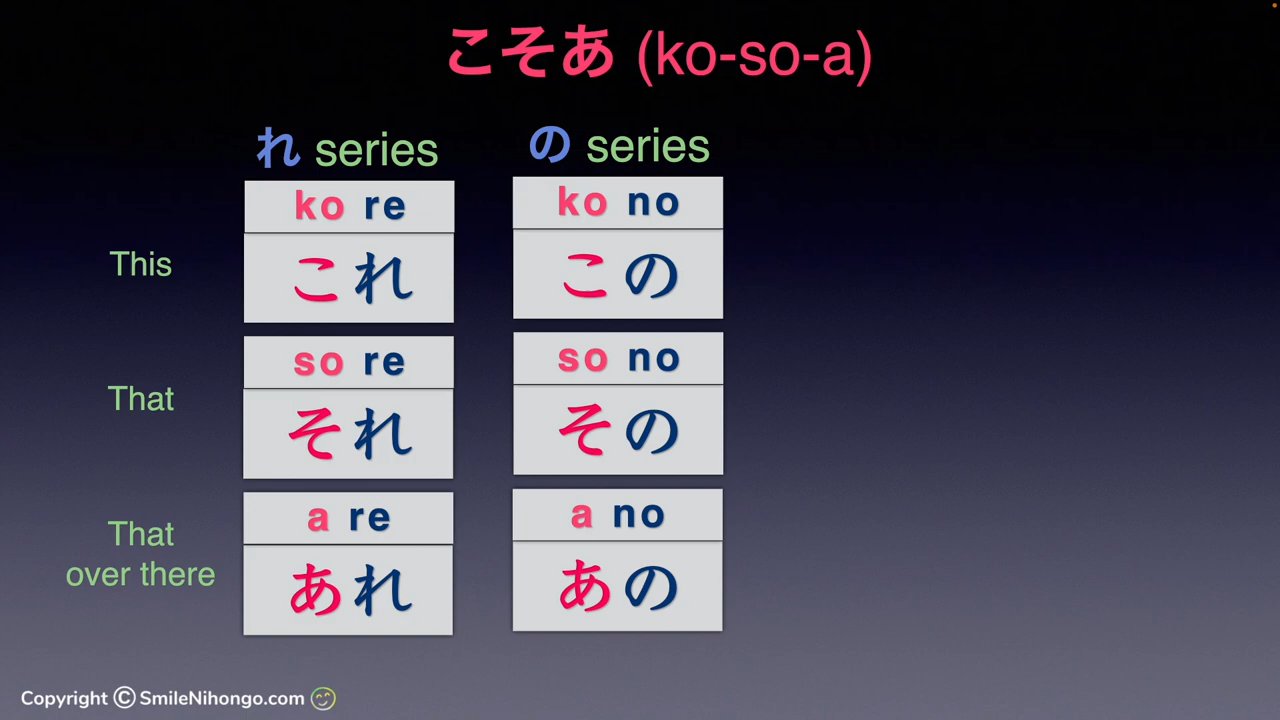 こそあ (ko-so-a)
れ series
の series
ko re
ko no
This
これ
この
so re
so no
That
それ
その
a re
a no
That
over there
あれ
あの
Copyright © SmileNihongo.com